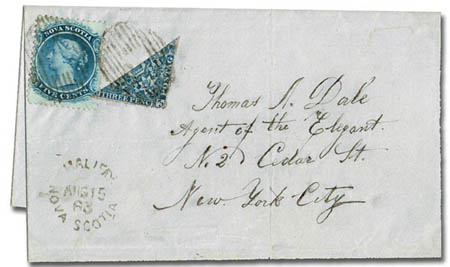 NOVA SCOTIA
FIVE CENTS
THREE PENCE
Thomas A. Dale
Agent of the Elegant.
No. 2 Cedar St.
New York City
HALIFAX
AU 15
63
NOVA SCOTIA